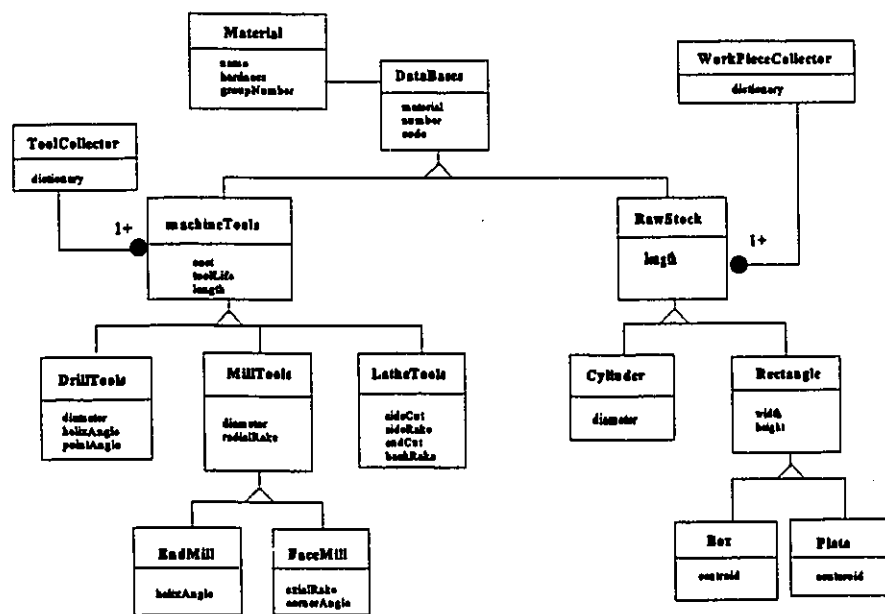 Material
name
hardness
groupNumber
DataBases
material
number
code
WorkPieceCollector
dictionary
ToolCollector
dictionary
1+
machineTools
cost
toolLife
length
RawStock
length
1+
DrillTools
diameter
helixAngle
pointAngle
MillTools
diameter
radialRake
LatheTools
sideCut
sideRake
endCut
backRake
Cylinder
diameter
Rectangle
width
height
EndMill
helixAngle
FaceMill
axialRake
cornerAngle
Box
centroid
Plate
centroid